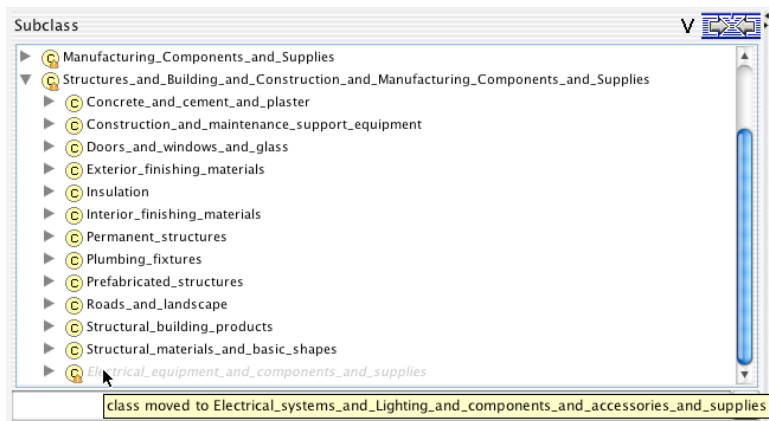 Subclass
V
Manufacturing_Components_and_Supplies
Structures_and_Building_and_Construction_and_Manufacturing_Components_and_Supplies
C Concrete_and_cement_and_plaster
C Construction_and_maintenance_support_equipment
C Doors_and_windows_and_glass
C Exterior_finishing_materials
C Insulation
C Interior_finishing_materials
C Permanent_structures
C Plumbing_fixtures
C Prefabricated_structures
C Roads_and_landscape
C Structural_building_products
C Structural_materials_and_basic_shapes
Electrical_equipment_and_components_and_supplies
class moved to Electrical_systems_and_Lighting_and_components_and_accessories_and_supplies